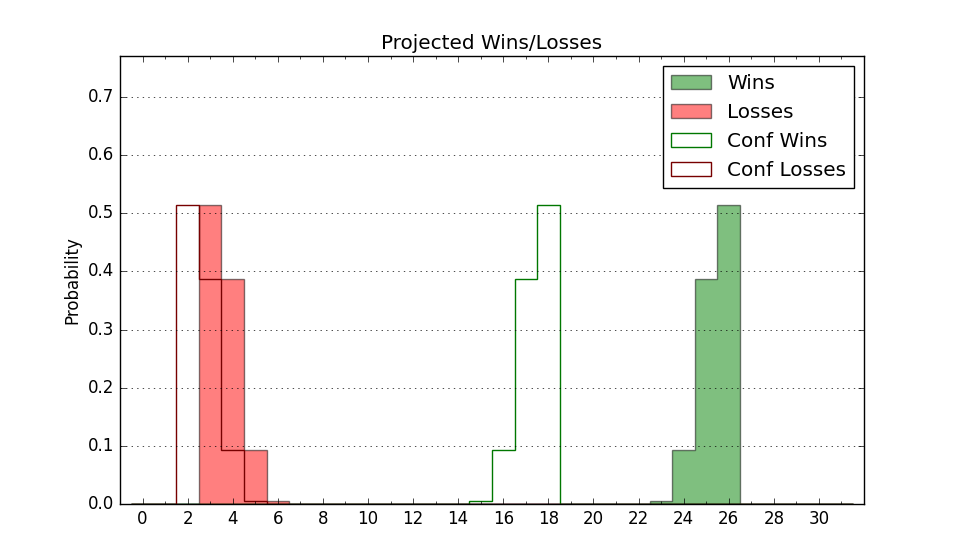 Projected Wins/Losses
Wins
Losses
Conf Wins
Conf Losses
Probability
0.7
0.6
0.5
0.4
0.3
0.2
0.1
0.0
0 2 4 6 8 10 12 14 16 18 20 22 24 26 28 30